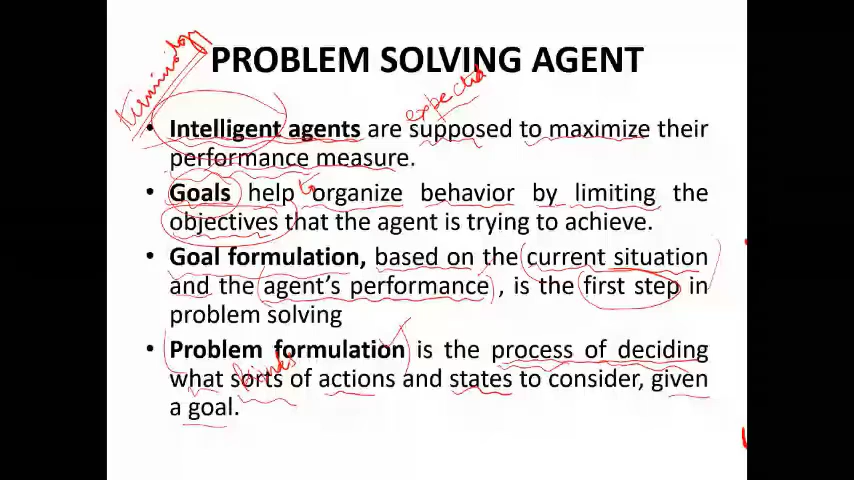 terminology
PROBLEM SOLVING AGENT
expected
• Intelligent agents are supposed to maximize their
performance measure.
• Goals help organize behavior by limiting the
objectives that the agent is trying to achieve.
• Goal formulation, based on the current situation
and the agent's performance , is the first step in
problem solving
• Problem formulation is the process of deciding
kinds
what sorts of actions and states to consider, given
a goal.